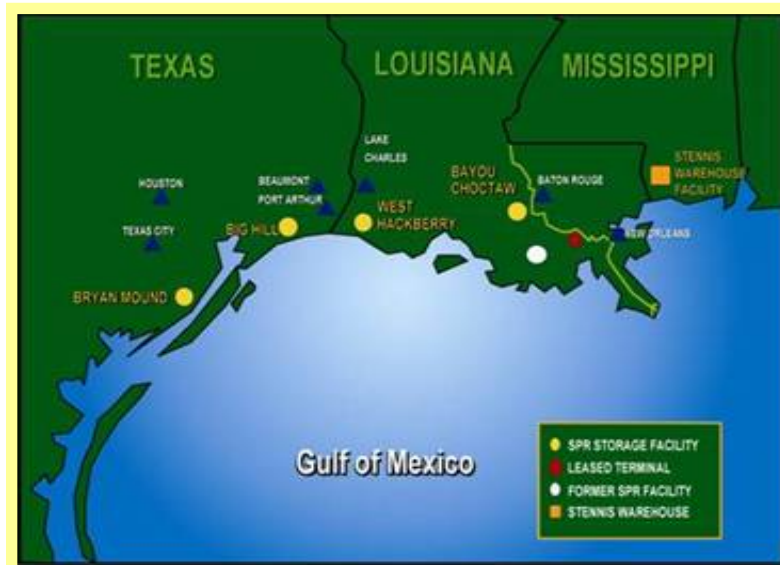 TEXAS
LOUISIANA
MISSISSIPPI
LAKE
CHARLES
HOUSTON
BEAUMONT
PORT ARTHUR
BAYOU
CHOCTAW
BATON ROUGE
STENNIS
WAREHOUSE
FACILITY
TEXAS CITY
BIG HILL
WEST
HACKBERRY
NEW ORLEANS
BRYAN MOUND
Gulf of Mexico
SPR STORAGE FACILITY
LEASED TERMINAL
FORMER SPR FACILITY
STENNIS WAREHOUSE